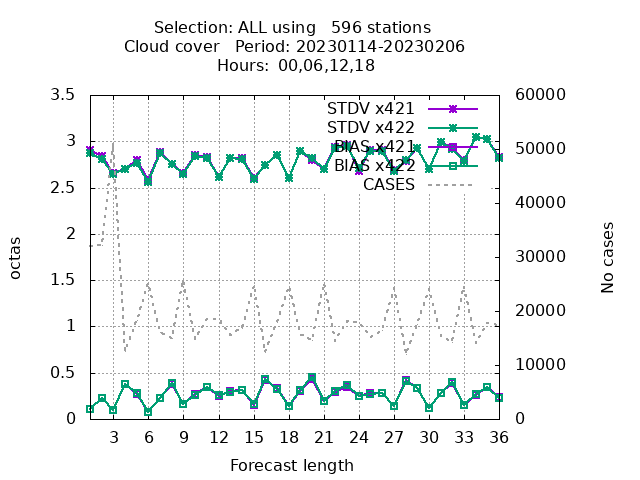 Selection: ALL using   596 stations
Cloud cover   Period: 20230114-20230206
Hours:  00,06,12,18
3.5
3
2.5
2
1.5
1
0.5
0
60000
50000
40000
30000
20000
10000
0
STDV x421
STDV x422
BIAS x421
BIAS x422
CASES
octas
No cases
3 6 9 12 15 18 21 24 27 30 33 36
Forecast length